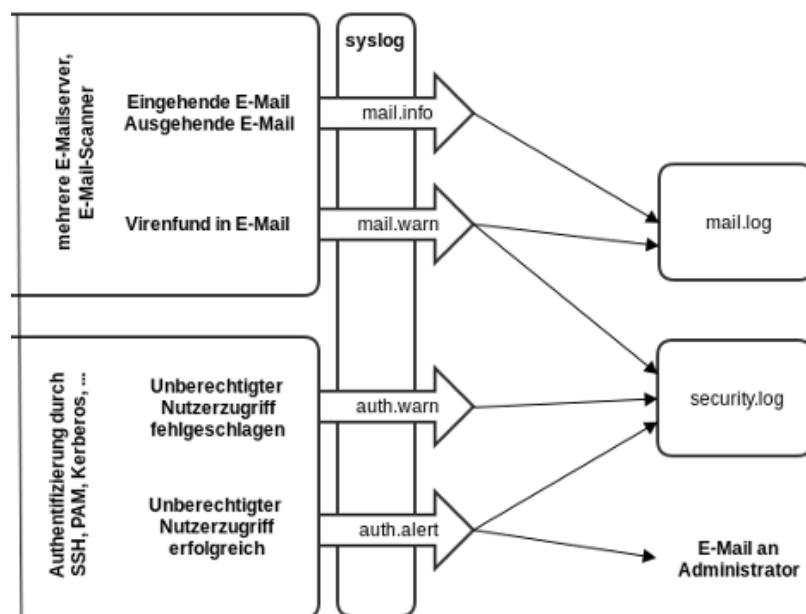 syslog
mehrere E-Mailserver,
E-Mail-Scanner
Eingehende E-Mail
Ausgehende E-Mail
mail.info
Virenfund in E-Mail
mail.warn
mail.log
Authentifizierung durch
SSH, PAM, Kerberos, ...
Unberechtigter
Nutzerzugriff
fehlgeschlagen
auth.warn
security.log
Unberechtigter
Nutzerzugriff
erfolgreich
auth.alert
E-Mail an
Administrator